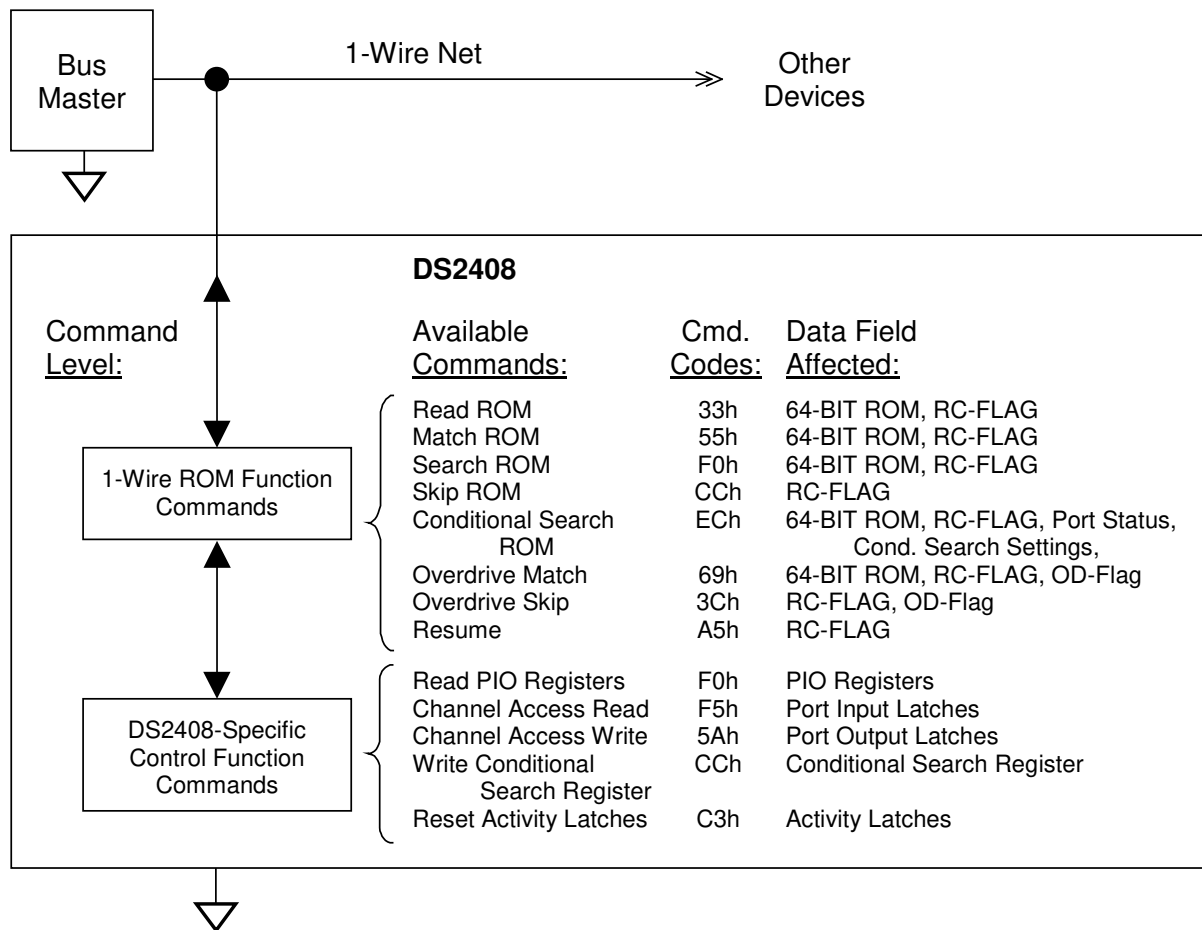 Bus
Master
1-Wire Net
Other
Devices
DS2408
Command
Level:
Available
Commands:
Cmd.
Codes:
Data Field
Affected:
1-Wire ROM Function
Commands
Read ROM 33h 64-BIT ROM, RC-FLAG
Match ROM 55h 64-BIT ROM, RC-FLAG
Search ROM F0h 64-BIT ROM, RC-FLAG
Skip ROM CCh RC-FLAG
Conditional Search ECh 64-BIT ROM, RC-FLAG, Port Status,
ROM Cond. Search Settings,
Overdrive Match 69h 64-BIT ROM, RC-FLAG, OD-Flag
Overdrive Skip 3Ch RC-FLAG, OD-Flag
Resume A5h RC-FLAG
DS2408-Specific
Control Function
Commands
Read PIO Registers F0h PIO Registers
Channel Access Read F5h Port Input Latches
Channel Access Write 5Ah Port Output Latches
Write Conditional CCh Conditional Search Register
Search Register
Reset Activity Latches C3h Activity Latches